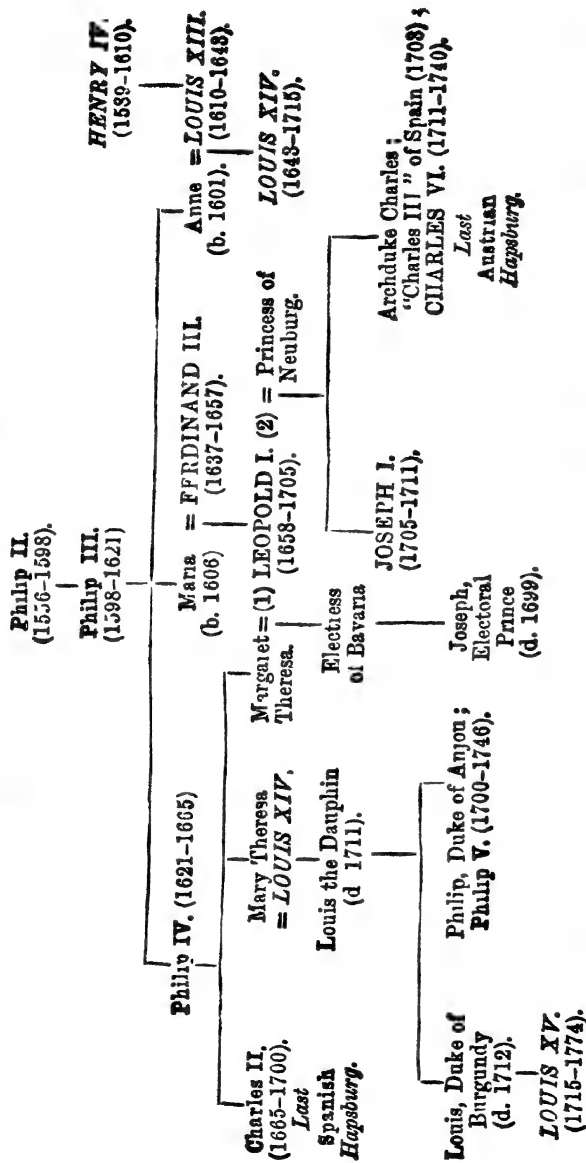 Philip II.
(1556-1598).
Philip III.
(1598-1621)
HENRY IV.
(1589-1610).
Philip IV. (1621-1665)
Maria = FERDINAND III.
(b. 1606) (1637-1657).
Anne = LOUIS XIII.
(b. 1601). (1610-1643).
LOUIS XIV.
(1643-1715).
Charles II.
(1665-1700).
Last
Spanish
Hapsburg.
Mary Theresa
= LOUIS XIV.
Margaret = (1) LEOPOLD I. (2) = Princess of
Theresa. (1658-1705). Neuburg.
Louis the Dauphin
(d 1711).
Electress
of Bavaria
JOSEPH I.
(1705-1711),
Archduke Charles;
"Charles III" of Spain (1703);
CHARLES VI. (1711-1740).
Last
Austrian
Hapsburg.
Louis, Duke of
Burgundy
(d. 1712).
Philip, Duke of Anjou;
Philip V. (1700-1746).
Joseph,
Electoral
Prince
(d. 1699).
LOUIS XV.
(1715-1774).